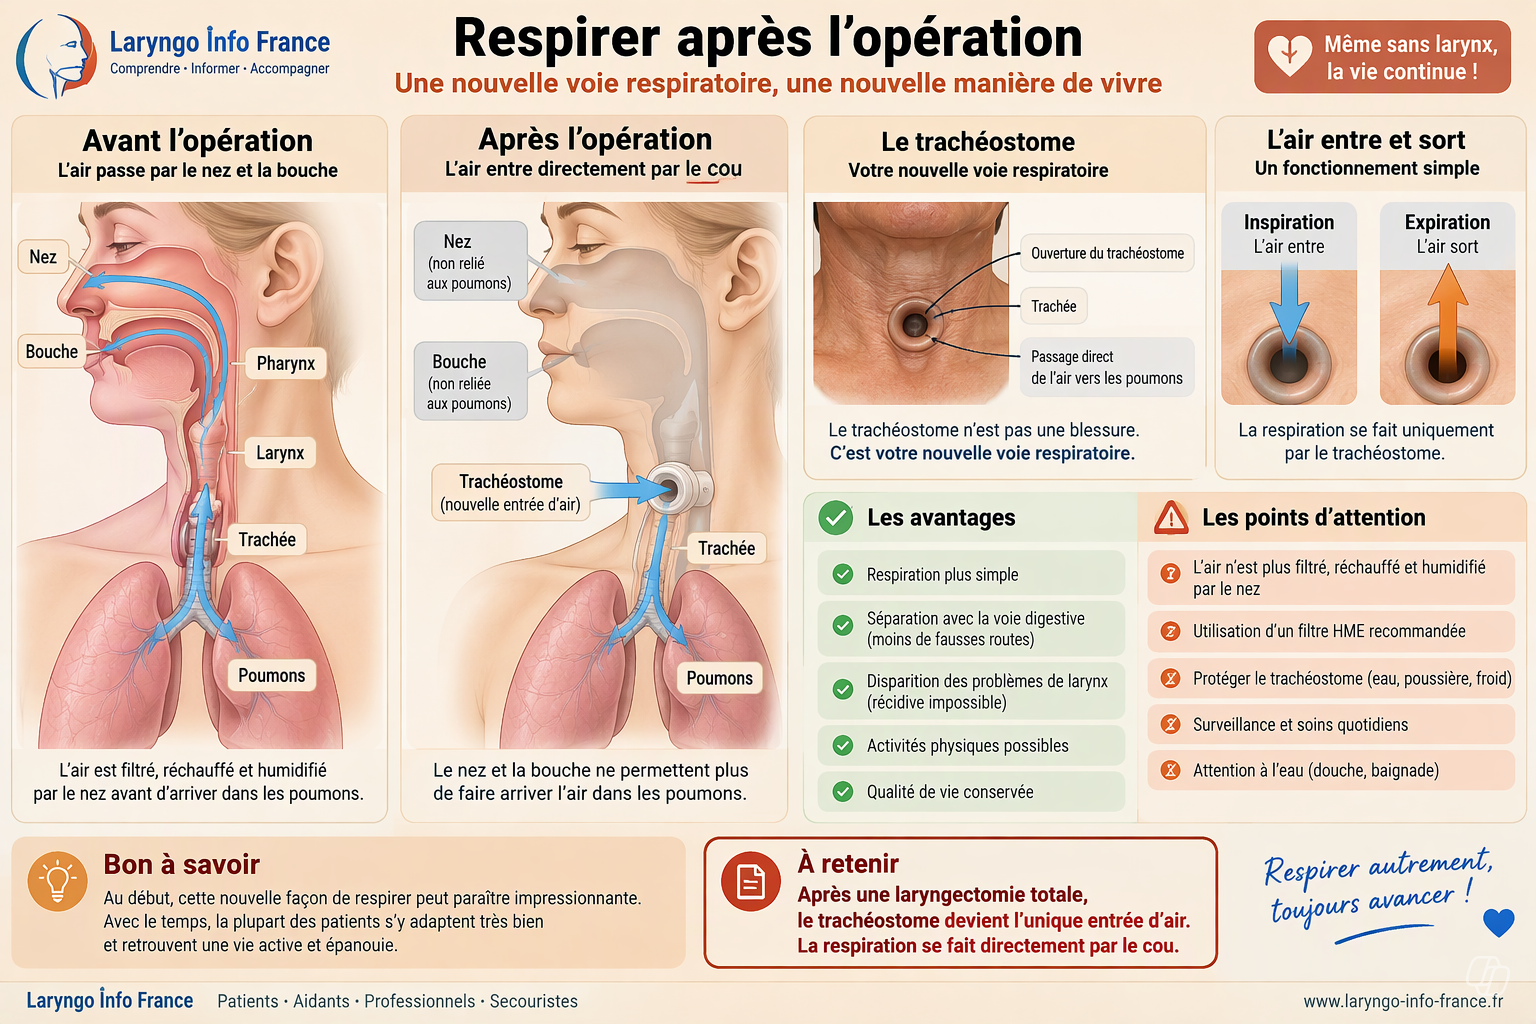 Laryngo Info France
Comprendre • Informer • Accompagner
Respirer après l'opération
Une nouvelle voie respiratoire, une nouvelle manière de vivre
Même sans larynx,
la vie continue !
Avant l'opération
L'air passe par le nez et la bouche
Nez
Bouche
Pharynx
Larynx
Trachée
Poumons
L'air est filtré, réchauffé et humidifié
par le nez avant d'arriver dans les poumons.
Après l'opération
L'air entre directement par le cou
Nez
(non relié
aux poumons)
Bouche
(non reliée
aux poumons)
Trachéostome
(nouvelle entrée d'air)
Trachée
Poumons
Le nez et la bouche ne permettent plus
de faire arriver l'air dans les poumons.
Le trachéostome
Votre nouvelle voie respiratoire
Ouverture du trachéostome
Trachée
Passage direct
de l'air vers les poumons
Le trachéostome n'est pas une blessure.
C'est votre nouvelle voie respiratoire.
L'air entre et sort
Un fonctionnement simple
Inspiration
L'air entre
Expiration
L'air sort
La respiration se fait uniquement
par le trachéostome.
Les avantages
Respiration plus simple
Séparation avec la voie digestive
(moins de fausses routes)
Disparition des problèmes de larynx
(récidive impossible)
Activités physiques possibles
Qualité de vie conservée
Les points d'attention
L'air n'est plus filtré, réchauffé et humidifié
par le nez
Utilisation d'un filtre HME recommandée
Protéger le trachéostome (eau, poussière, froid)
Surveillance et soins quotidiens
Attention à l'eau (douche, baignade)
Bon à savoir
Au début, cette nouvelle façon de respirer peut paraître impressionnante.
Avec le temps, la plupart des patients s'y adaptent très bien
et retrouvent une vie active et épanouie.
À retenir
Après une laryngectomie totale,
le trachéostome devient l'unique entrée d'air.
La respiration se fait directement par le cou.
Respirer autrement,
toujours avancer !
Laryngo Info France
Patients • Aidants • Professionnels • Secouristes
www.laryngo-info-france.fr